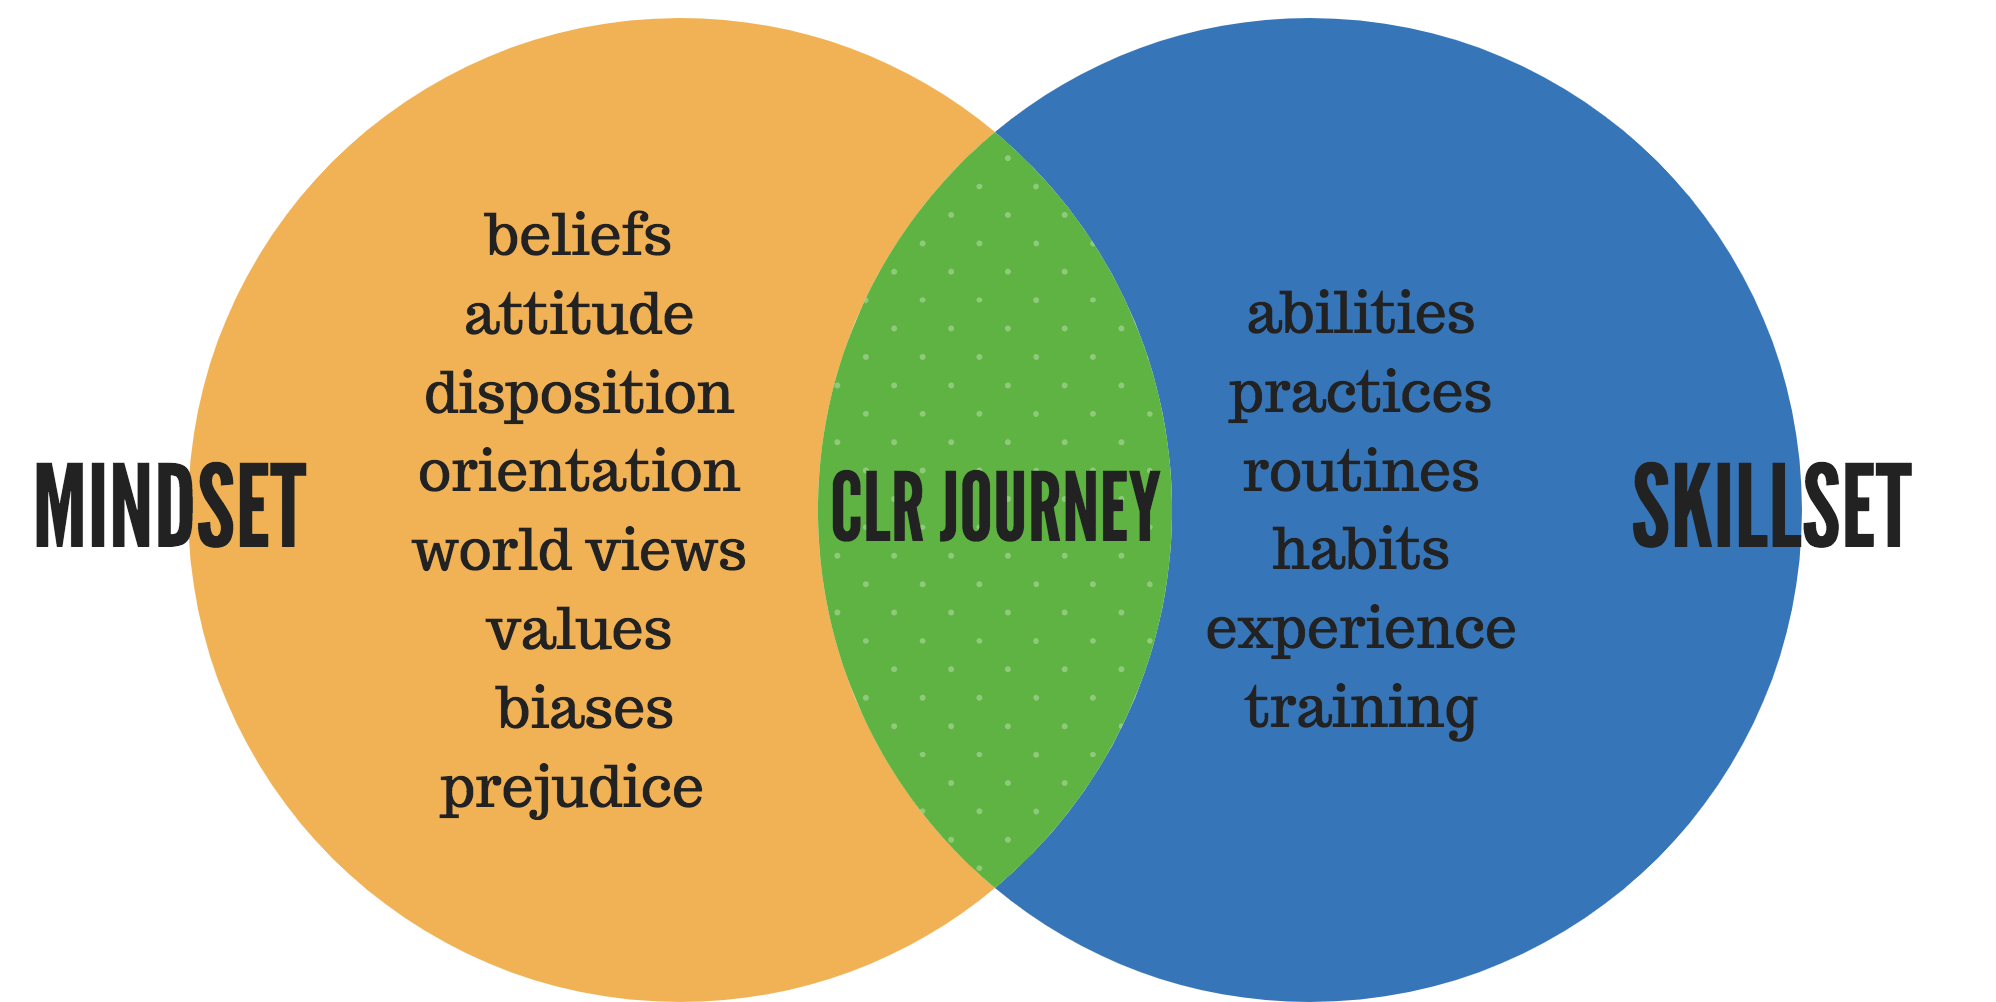 MINDSET
beliefs
attitude
disposition
orientation
world views
values
biases
prejudice
CLR JOURNEY
abilities
practices
routines
habits
experience
training
SKILLSET